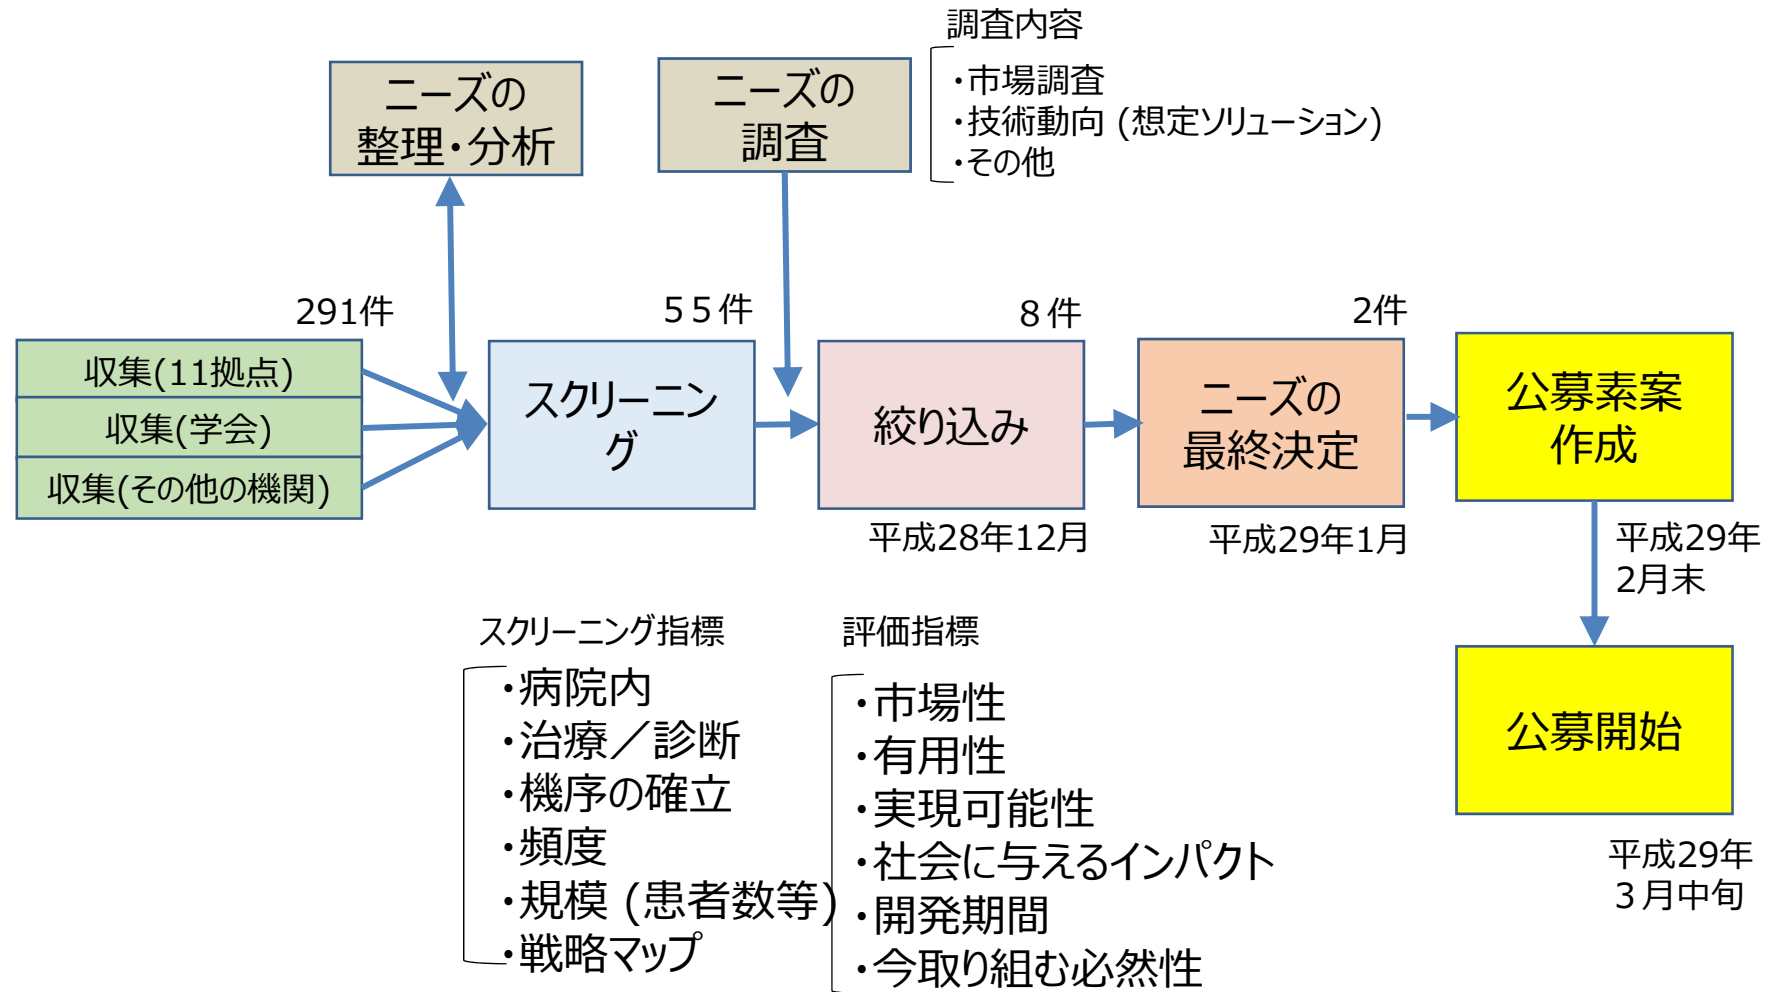 調査内容
・市場調査
・技術動向 (想定ソリューション)
・その他
ニーズの
整理・分析
ニーズの
調査
291件
５５件
８件
2件
収集(11拠点)
収集(学会)
収集(その他の機関)
スクリーニン
グ
絞り込み
ニーズの
最終決定
公募素案
作成
平成28年12月
平成29年1月
平成29年
2月末
公募開始
平成29年
３月中旬
スクリーニング指標
・病院内
・治療／診断
・機序の確立
・頻度
・規模 (患者数等)
・戦略マップ
評価指標
・市場性
・有用性
・実現可能性
・社会に与えるインパクト
・開発期間
・今取り組む必然性